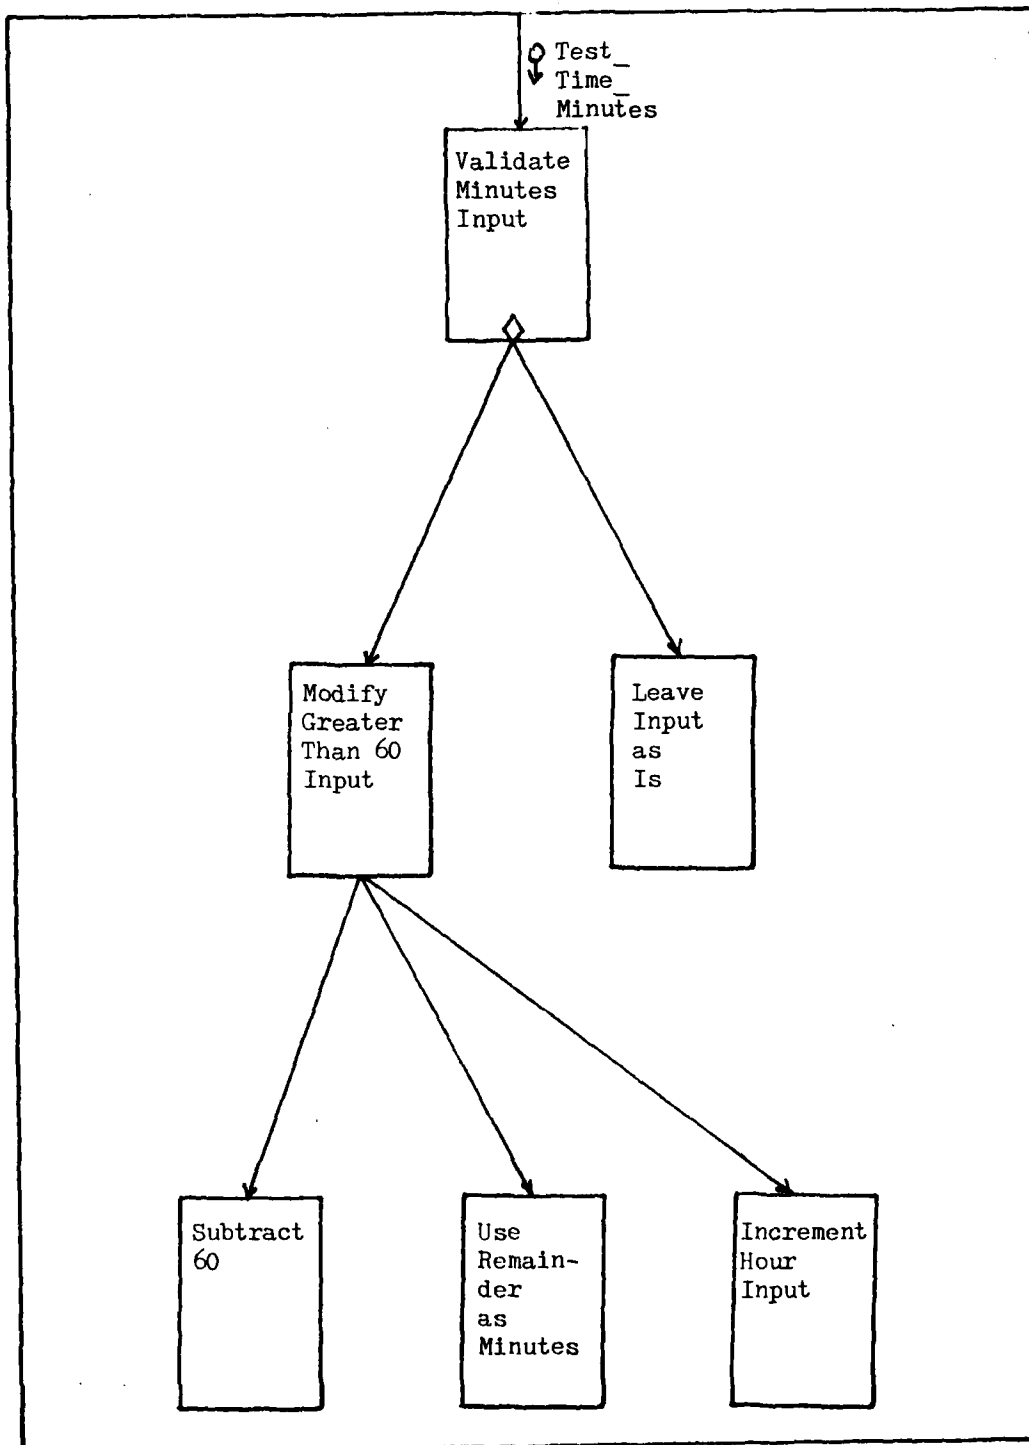 Test_
Time_
Minutes
Validate
Minutes
Input
Modify
Greater
Than 60
Input
Leave
Input
as
Is
Subtract
60
Use
Remain-
der
as
Minutes
Increment
Hour
Input